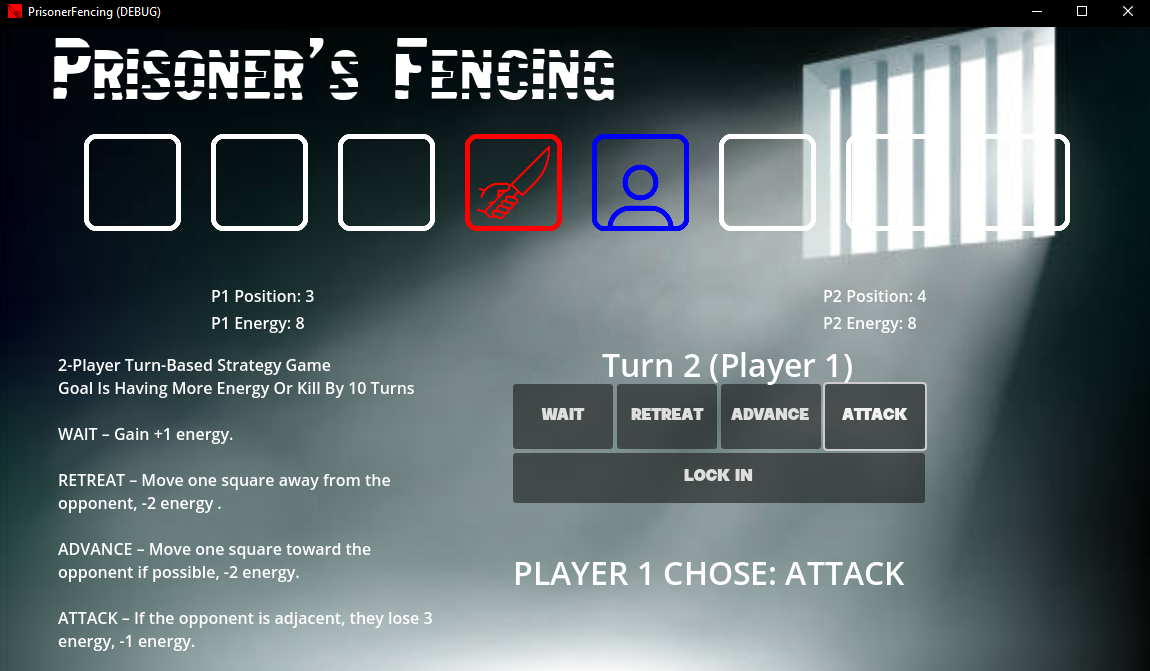 PrisonerFencing (DEBUG)
PRISONER'S FENCING
P1 Position: 3
P1 Energy: 8
P2 Position: 4
P2 Energy: 8
2-Player Turn-Based Strategy Game
Goal Is Having More Energy Or Kill By 10 Turns
WAIT – Gain +1 energy.
RETREAT – Move one square away from the
opponent, -2 energy .
ADVANCE – Move one square toward the
opponent if possible, -2 energy.
ATTACK – If the opponent is adjacent, they lose 3
energy, -1 energy.
Turn 2 (Player 1)
WAIT RETREAT ADVANCE ATTACK
LOCK IN
PLAYER 1 CHOSE: ATTACK